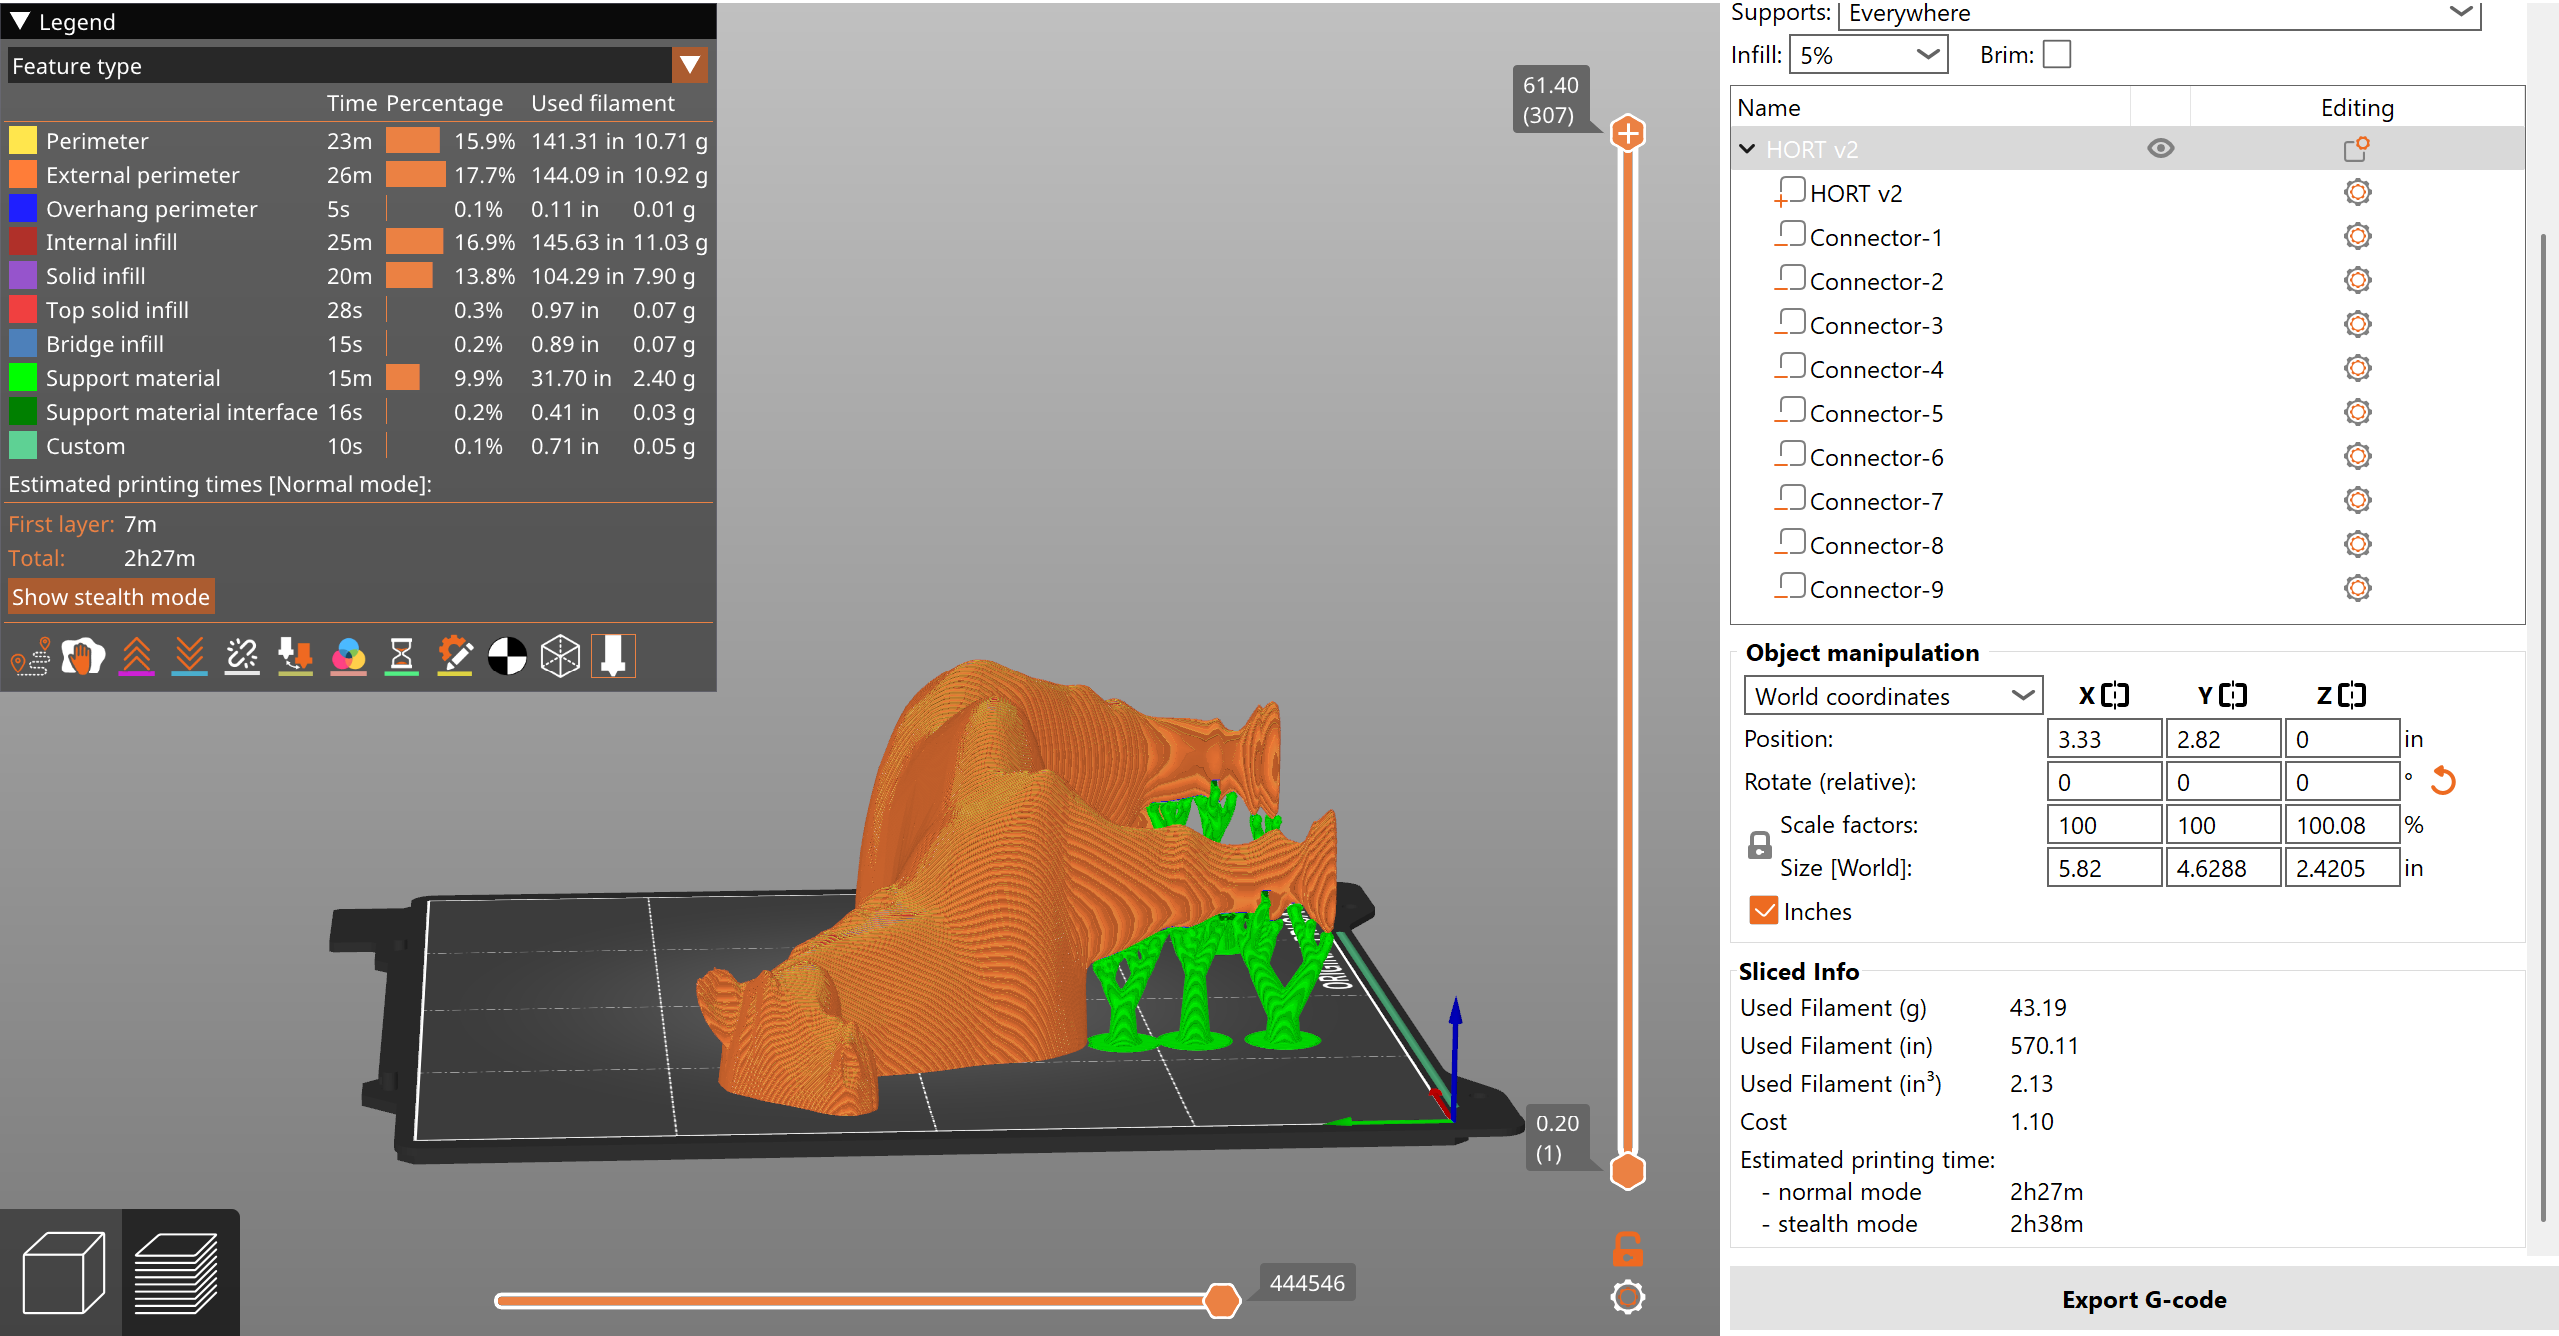 Legend
Feature type
Time Percentage Used filament
Perimeter 23m 15.9% 141.31 in 10.71 g
External perimeter 26m 17.7% 144.09 in 10.92 g
Overhang perimeter 5s 0.1% 0.11 in 0.01 g
Internal infill 25m 16.9% 145.63 in 11.03 g
Solid infill 20m 13.8% 104.29 in 7.90 g
Top solid infill 28s 0.3% 0.97 in 0.07 g
Bridge infill 15s 0.2% 0.89 in 0.07 g
Support material 15m 9.9% 31.70 in 2.40 g
Support material interface 16s 0.2% 0.41 in 0.03 g
Custom 10s 0.1% 0.71 in 0.05 g
Estimated printing times [Normal mode]:
First layer: 7m
Total: 2h27m
Show stealth mode
61.40
(307)
0.20
(1)
444546
Supports: Everywhere
Infill: 5% Brim:
Name Editing
HORT v2
HORT v2
Connector-1
Connector-2
Connector-3
Connector-4
Connector-5
Connector-6
Connector-7
Connector-8
Connector-9
Object manipulation
World coordinates X Y Z
Position: 3.33 2.82 0 in
Rotate (relative): 0 0 0 °
Scale factors: 100 100 100.08 %
Size [World]: 5.82 4.6288 2.4205 in
Inches
Sliced Info
Used Filament (g) 43.19
Used Filament (in) 570.11
Used Filament (in³) 2.13
Cost 1.10
Estimated printing time:
- normal mode 2h27m
- stealth mode 2h38m
Export G-code